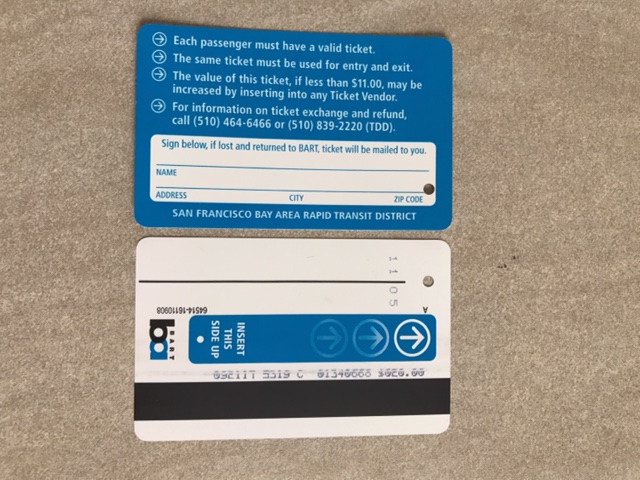 Each passenger must have a valid ticket.
The same ticket must be used for entry and exit.
The value of this ticket, if less than $11.00, may be
increased by inserting into any Ticket Vendor.
For information on ticket exchange and refund,
call (510) 464-6466 or (510) 839-2220 (TDD).
Sign below, if lost and returned to BART, ticket will be mailed to you.
NAME
ADDRESS CITY ZIP CODE
SAN FRANCISCO BAY AREA RAPID TRANSIT DISTRICT
11 05
A
64514-16110908
ba
BART
INSERT
THIS
SIDE UP
$020.00